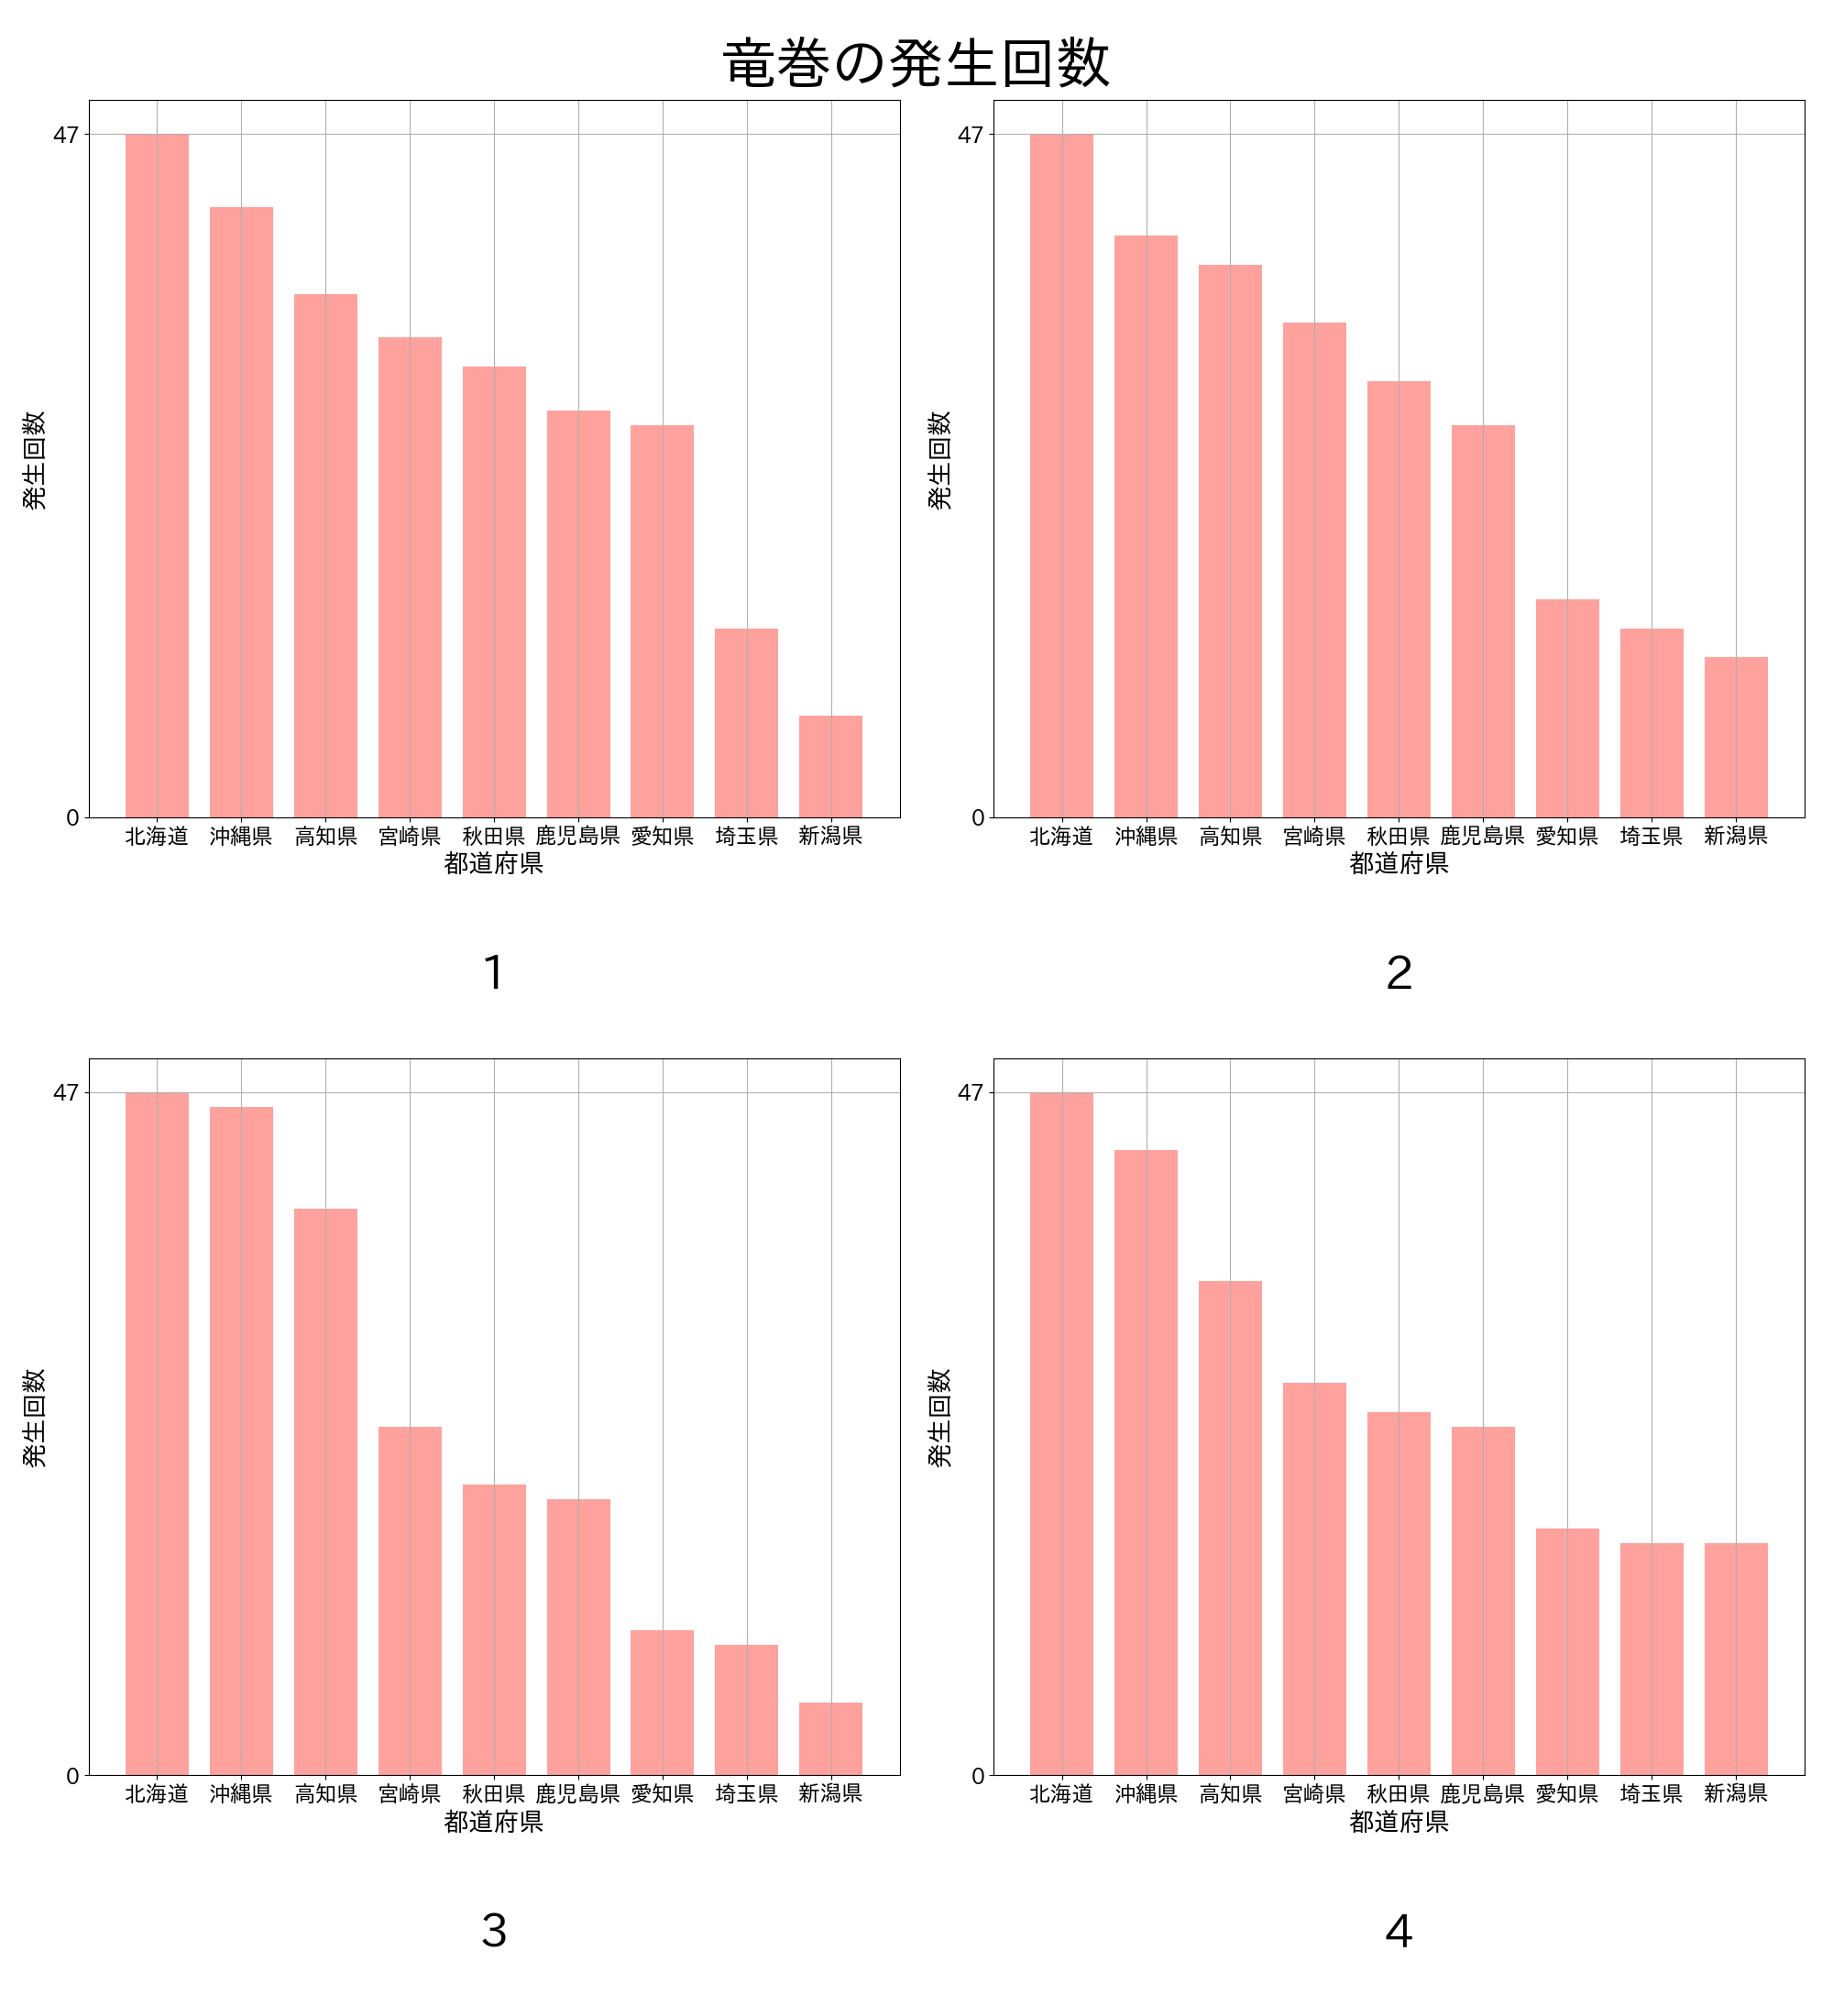 竜巻の発生回数
47
0
発生回数
北海道 沖縄県 高知県 宮崎県 秋田県 鹿児島県 愛知県 埼玉県 新潟県
都道府県
1
47
0
発生回数
北海道 沖縄県 高知県 宮崎県 秋田県 鹿児島県 愛知県 埼玉県 新潟県
都道府県
2
47
0
発生回数
北海道 沖縄県 高知県 宮崎県 秋田県 鹿児島県 愛知県 埼玉県 新潟県
都道府県
3
47
0
発生回数
北海道 沖縄県 高知県 宮崎県 秋田県 鹿児島県 愛知県 埼玉県 新潟県
都道府県
4